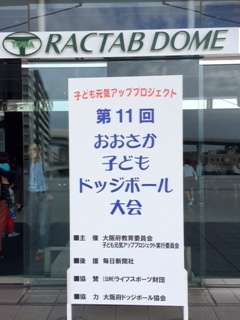 RACTAB DOME
子ども元気アッププロジェクト
第11回
おおさか
子ども
ドッジボール
大会
■主 催 大阪府教育委員会
子ども元気アッププロジェクト実行委員会
■後 援 毎日新聞社
■協 賛 (公財)ライフスポーツ財団
■協 力 大阪府ドッジボール協会